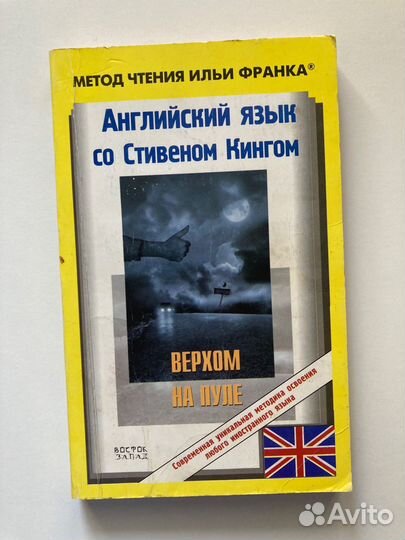 МЕТОД ЧТЕНИЯ ИЛЬИ ФРАНКА®
Английский язык
со Стивеном Кингом
ВЕРХОМ
НА ПУЛЕ
Современная уникальная методика освоения
любого иностранного языка
ВОСТОК
ЗАПАД
Avito